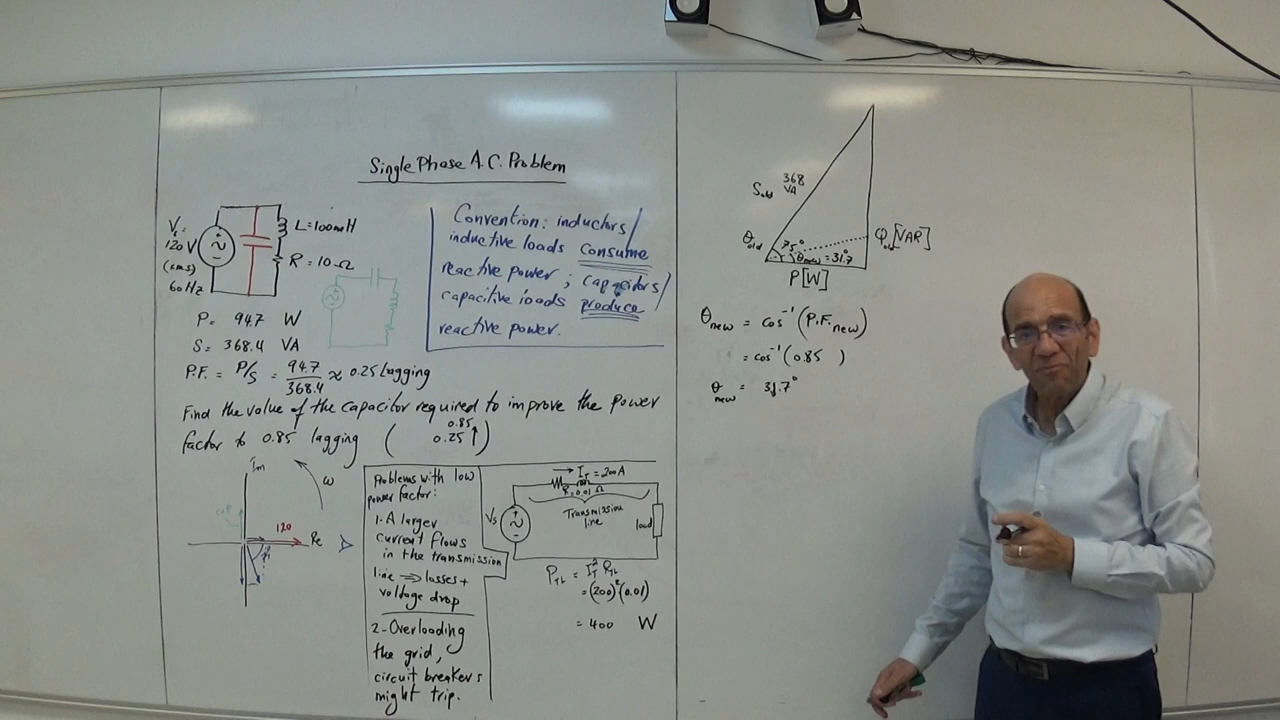 Single Phase A.C. Problem
Vs =
120 V
(rms)
60 Hz
L=100mH
R = 10 Ω
Convention: inductors/
inductive loads consume
reactive power; capacitors/
capacitive loads produce
reactive power.
P= 94.7 W
S= 368.4 VA
P.F. = P/S = 94.7/368.4 ≈ 0.25 Lagging
Find the value of the capacitor required to improve the power
factor to 0.85 lagging ( 0.25↑ 0.85 )
Im
ω
120
Re
Problems with low
power factor:
1-A larger
current flows
in the transmission
line ⇒ losses+
voltage drop
2-Overloading
the grid,
circuit breakers
might trip.
→ IT = 200A
R=0.01 Ω
Transmission
line
Vs
load
PTL = IT² RTL
= (200)²(0.01)
= 400 W
Sold 368
VA
θold
75°
θnew = 31.7°
Qold[VAR]
P[W]
θnew = cos⁻¹(P.F.new)
= cos⁻¹(0.85 )
θnew = 31.7°